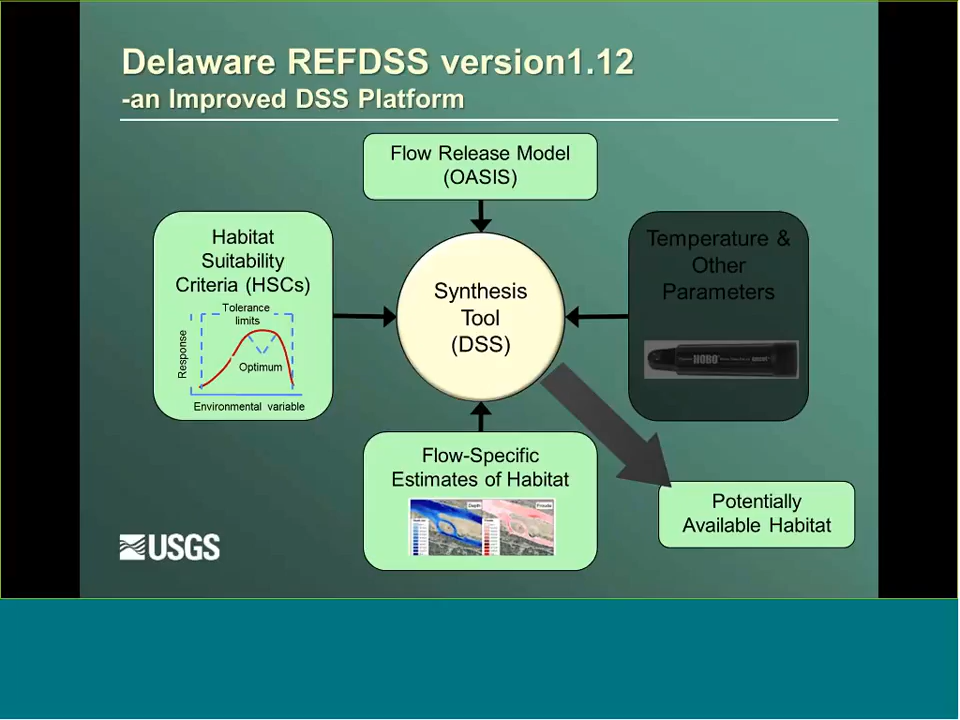 Delaware REFDSS version1.12
-an Improved DSS Platform
Flow Release Model
(OASIS)
Habitat
Suitability
Criteria (HSCs)
Tolerance
limits
Response
Optimum
Environmental variable
Synthesis
Tool
(DSS)
Temperature &
Other
Parameters
HOBO
Flow-Specific
Estimates of Habitat
Depth
Froude
Potentially
Available Habitat
USGS